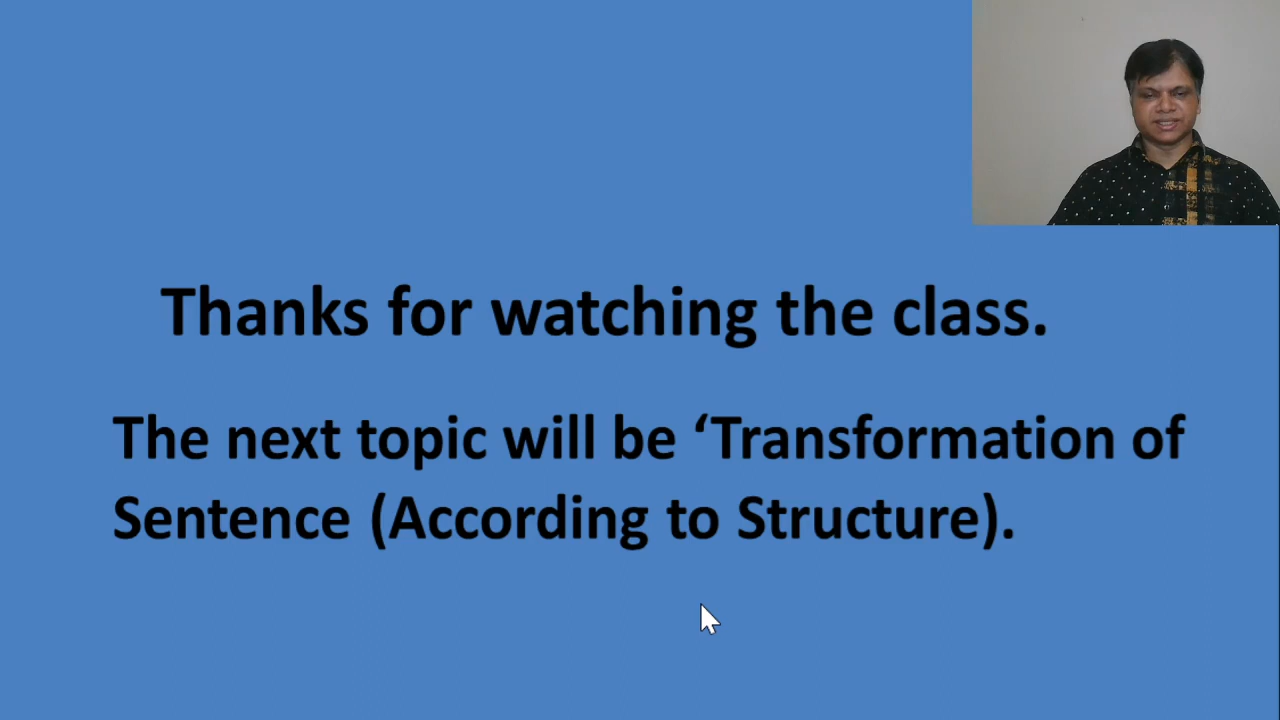 Thanks for watching the class.
The next topic will be ‘Transformation of
Sentence (According to Structure).